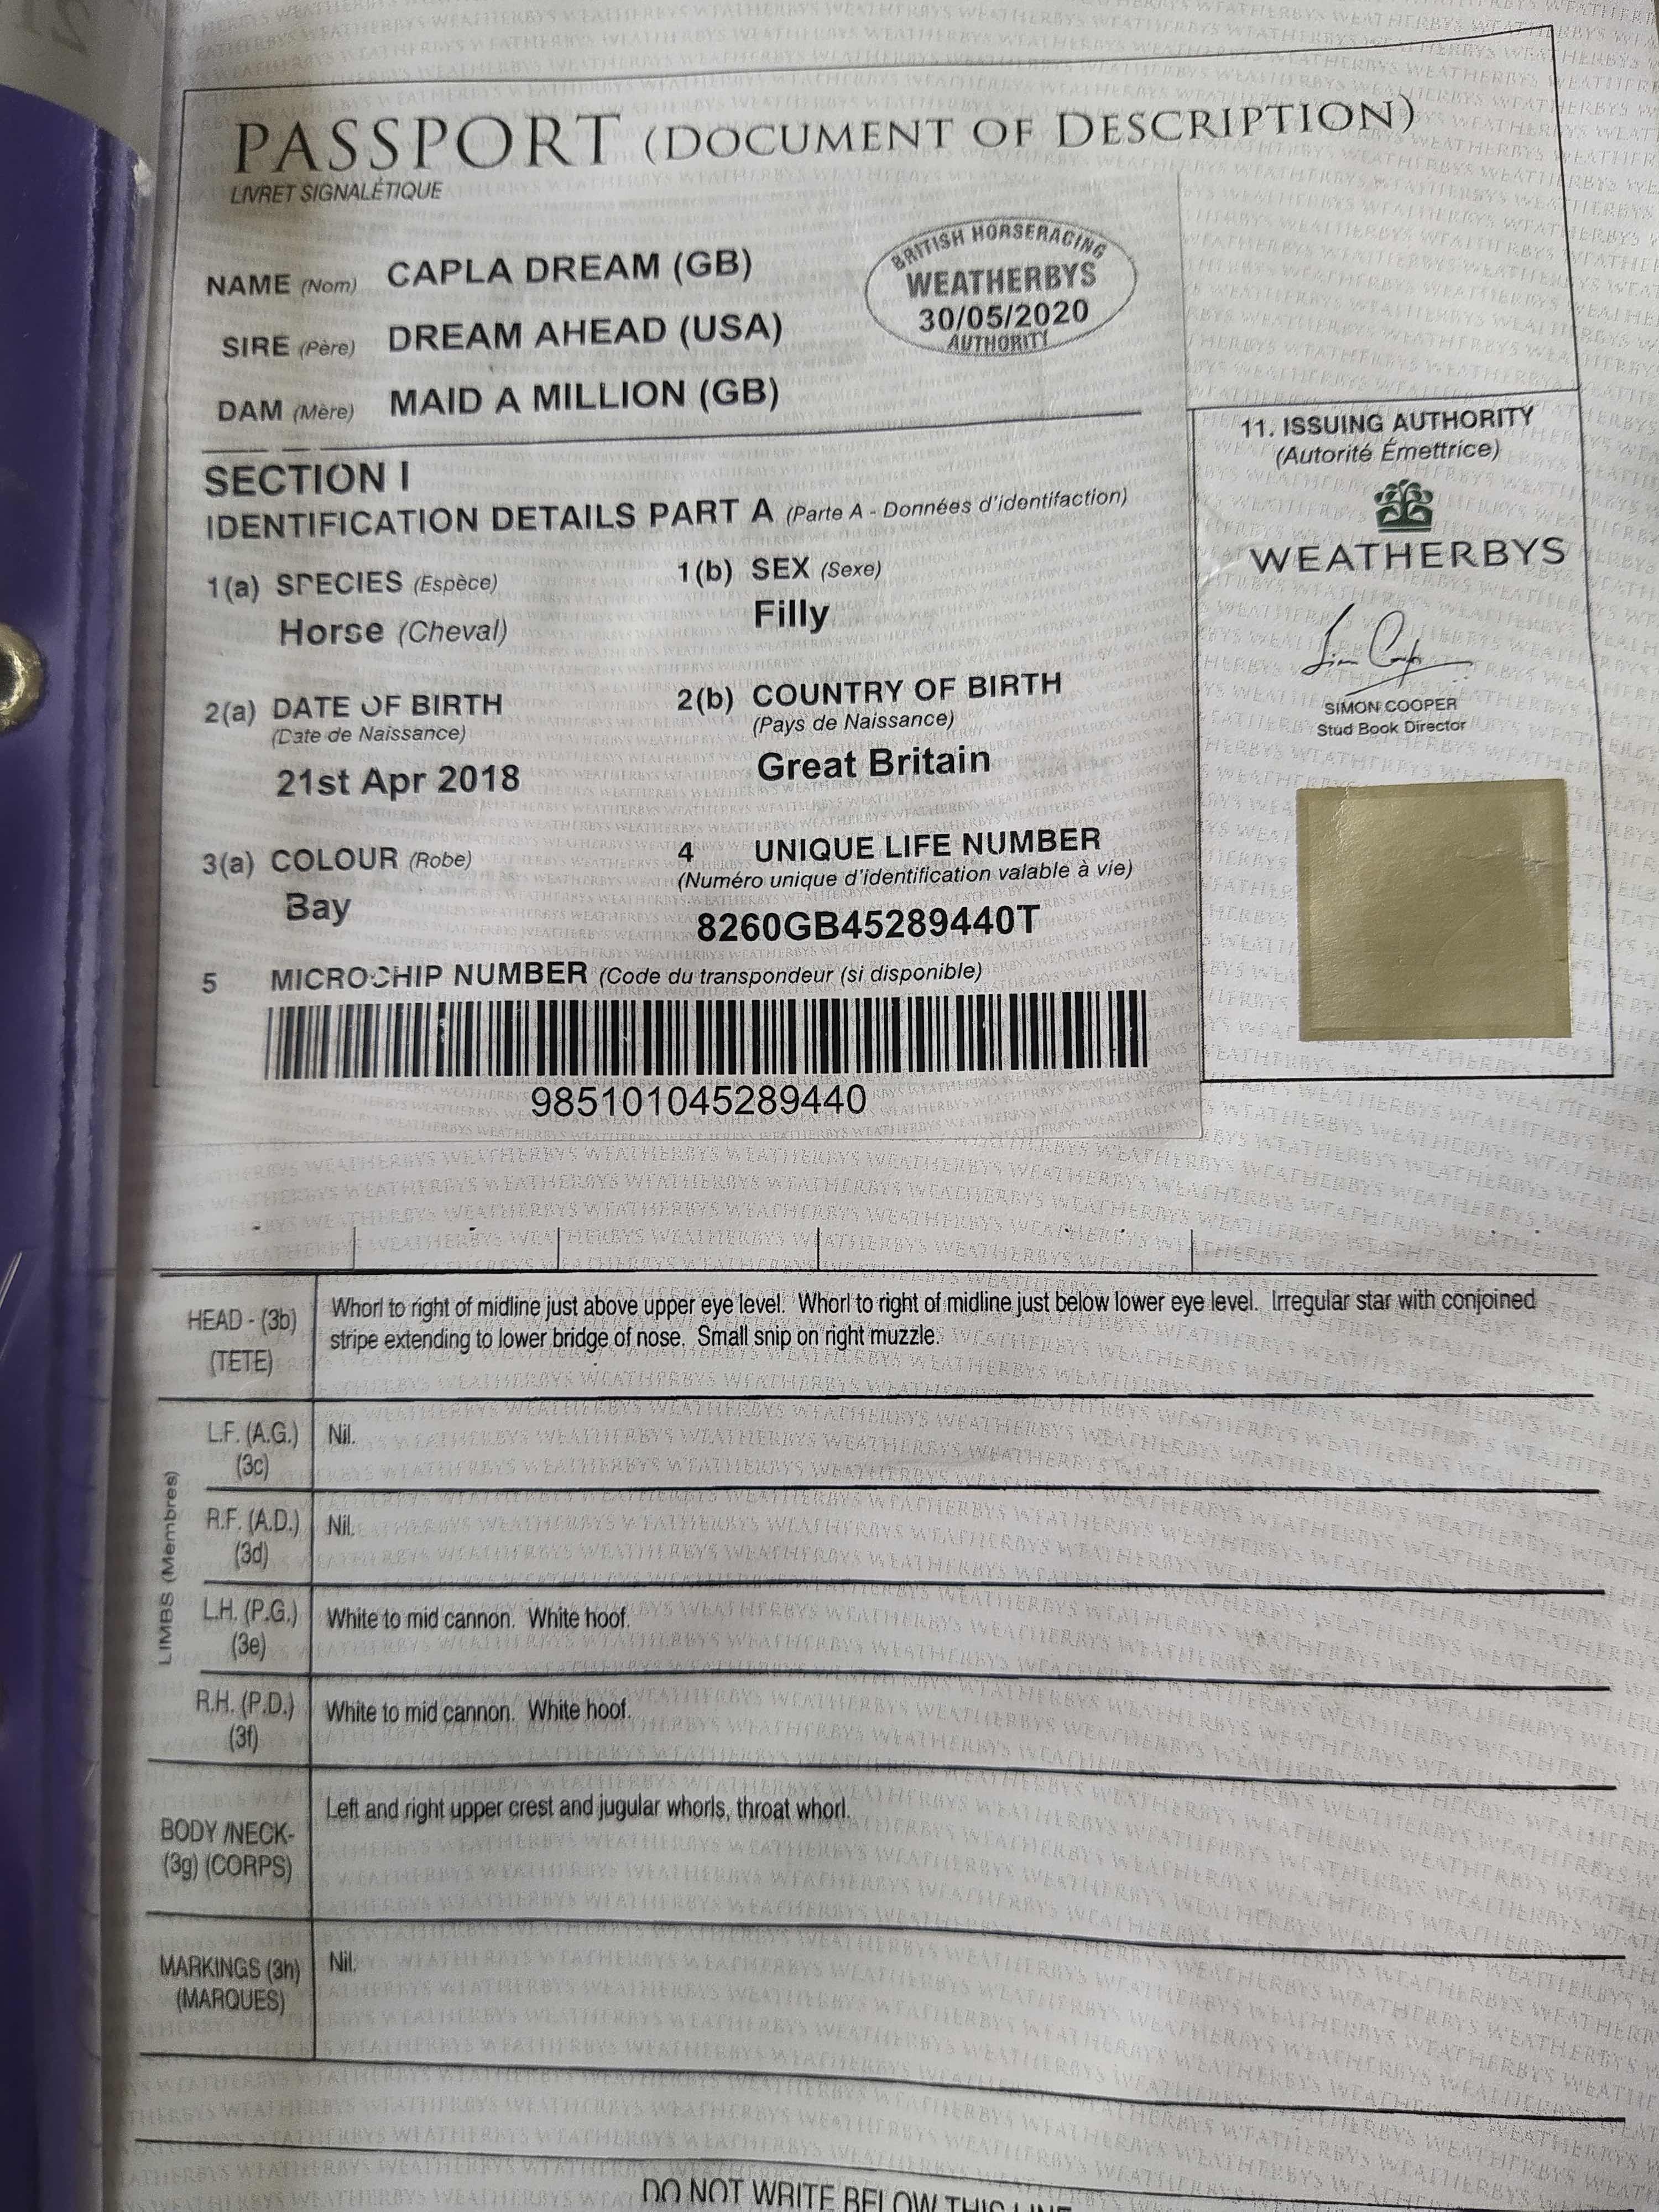 PASSPORT (DOCUMENT OF DESCRIPTION)
LIVRET SIGNALÉTIQUE
NAME (Nom) CAPLA DREAM (GB)
SIRE (Père) DREAM AHEAD (USA)
DAM (Mère) MAID A MILLION (GB)
BRITISH HORSERACING
WEATHERBYS
30/05/2020
AUTHORITY
SECTION I
IDENTIFICATION DETAILS PART A (Parte A - Données d'identifaction)
1(a) SPECIES (Espèce)
Horse (Cheval)
1(b) SEX (Sexe)
Filly
2(a) DATE OF BIRTH
(Date de Naissance)
21st Apr 2018
2(b) COUNTRY OF BIRTH
(Pays de Naissance)
Great Britain
3(a) COLOUR (Robe)
Bay
4 UNIQUE LIFE NUMBER
(Numéro unique d'identification valable à vie)
8260GB45289440T
5 MICROCHIP NUMBER (Code du transpondeur (si disponible)
985101045289440
11. ISSUING AUTHORITY
(Autorité Émettrice)
WEATHERBYS
SIMON COOPER
Stud Book Director
HEAD - (3b)
(TETE)
Whorl to right of midline just above upper eye level. Whorl to right of midline just below lower eye level. Irregular star with conjoined
stripe extending to lower bridge of nose. Small snip on right muzzle.
LIMBS (Membres)
L.F. (A.G.)
(3c)
Nil.
R.F. (A.D.)
(3d)
Nil.
L.H. (P.G.)
(3e)
White to mid cannon. White hoof.
R.H. (P.D.)
(3f)
White to mid cannon. White hoof.
BODY /NECK-
(3g) (CORPS)
Left and right upper crest and jugular whorls, throat whorl.
MARKINGS (3h)
(MARQUES)
Nil.
DO NOT WRITE BELOW THIS LINE